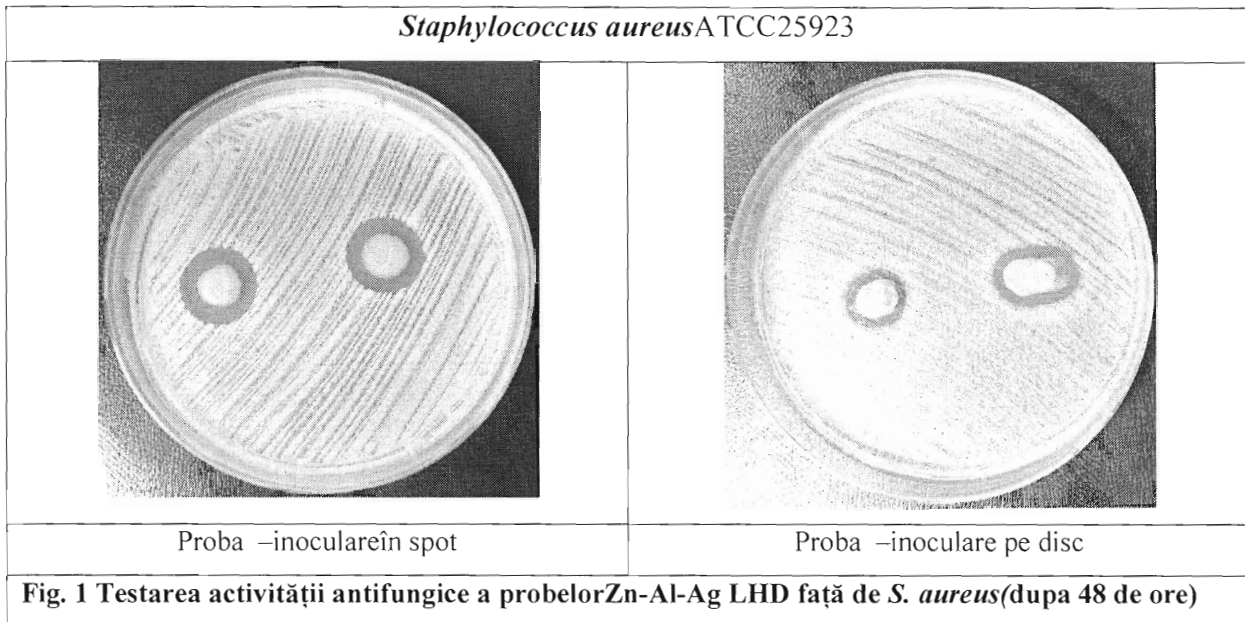 Staphylococcus aureusATCC25923
Proba –inoculareîn spot
Proba –inoculare pe disc
Fig. 1 Testarea activității antifungice a probelorZn-Al-Ag LHD față de S. aureus(dupa 48 de ore)